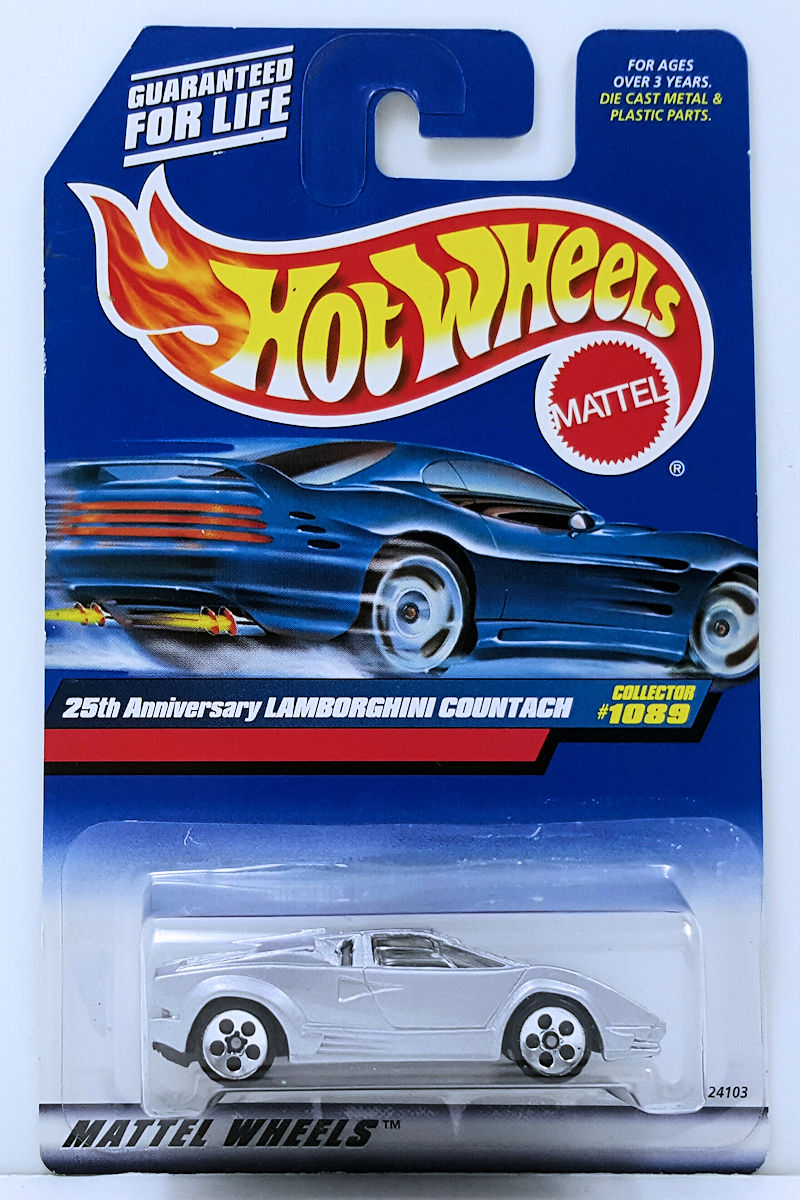 GUARANTEED
FOR LIFE
FOR AGES
OVER 3 YEARS.
DIE CAST METAL &
PLASTIC PARTS.
HOT WHEELS
MATTEL
®
25th Anniversary LAMBORGHINI COUNTACH
COLLECTOR
#1089
24103
MATTEL WHEELS™